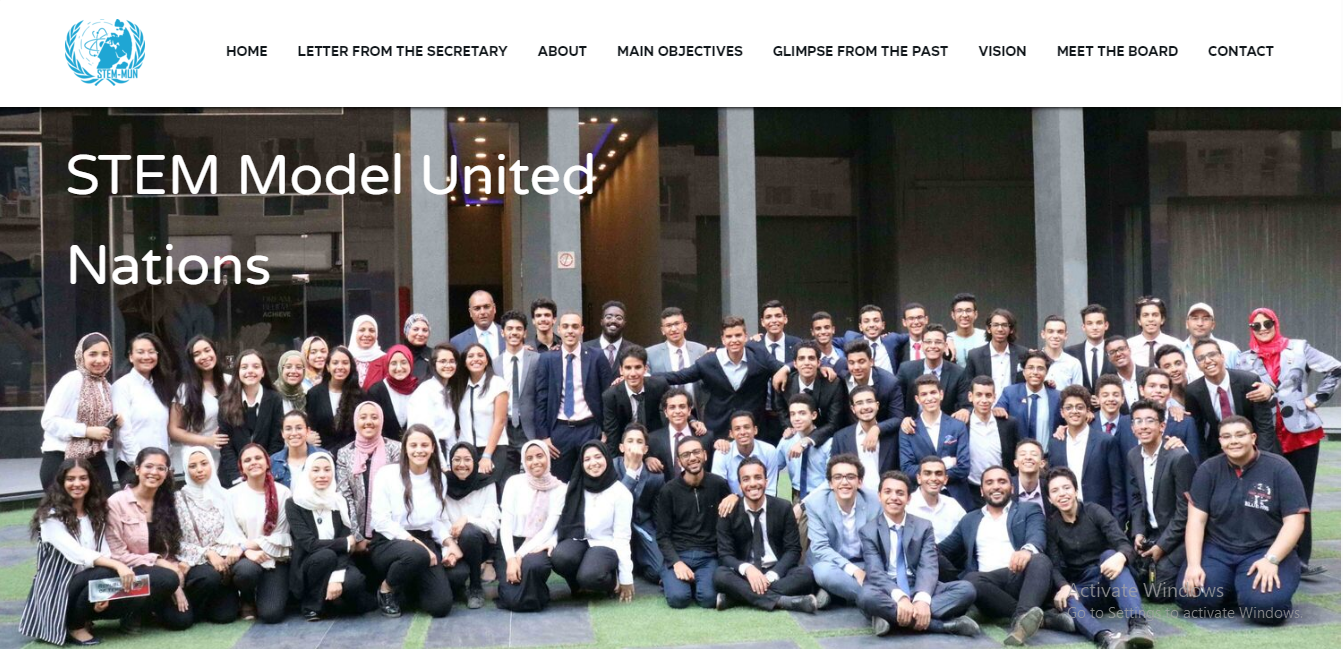 STEM-MUN
HOME
LETTER FROM THE SECRETARY
ABOUT
MAIN OBJECTIVES
GLIMPSE FROM THE PAST
VISION
MEET THE BOARD
CONTACT
STEM Model United
Nations
ACHIEVE
Activate Windows
Go to Settings to activate Windows.